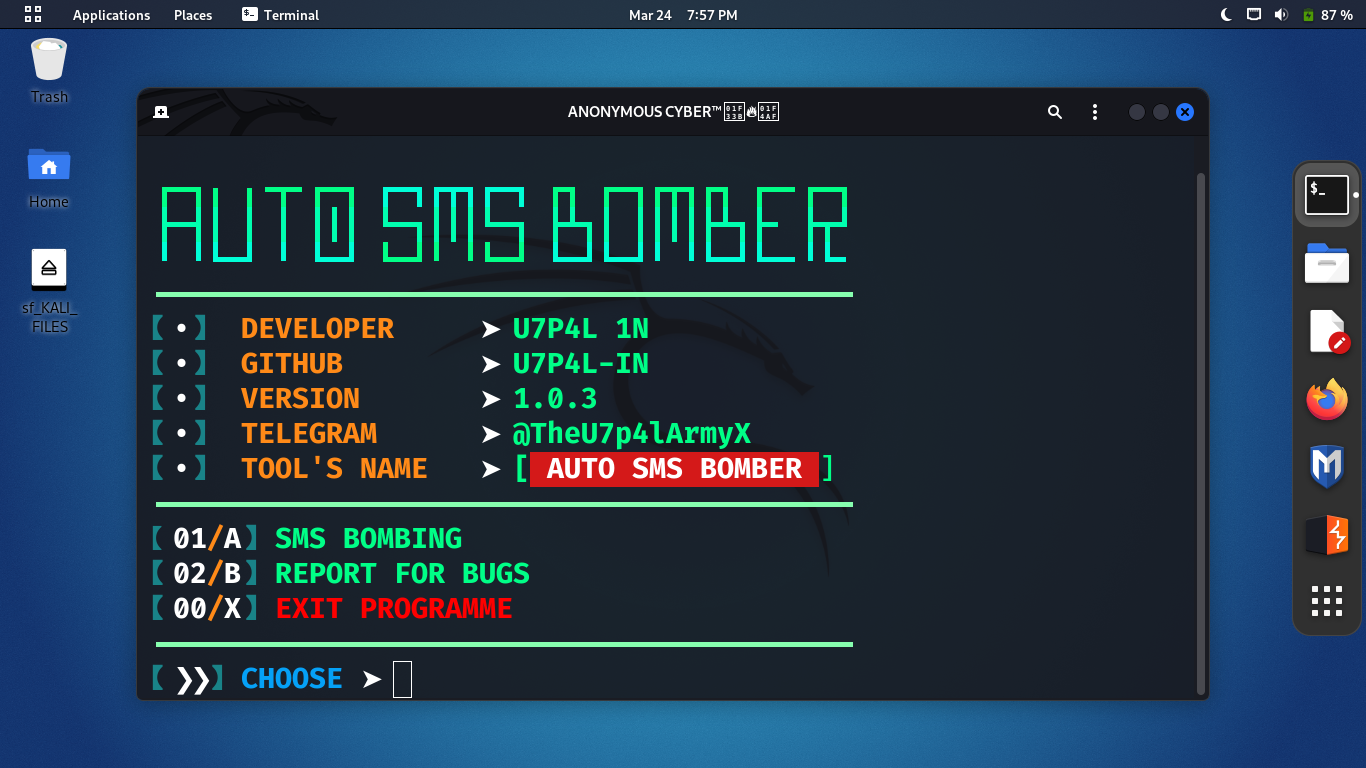 Applications Places Terminal Mar 24 7:57 PM 87 %
Trash
Home
sf_KALI_
FILES
ANONYMOUS CYBER™
AUTO SMS BOMBER
【 • 】 DEVELOPER ➤ U7P4L 1N
【 • 】 GITHUB ➤ U7P4L-IN
【 • 】 VERSION ➤ 1.0.3
【 • 】 TELEGRAM ➤ @TheU7p4lArmyX
【 • 】 TOOL'S NAME ➤ [ AUTO SMS BOMBER ]
【 01/A】 SMS BOMBING
【 02/B】 REPORT FOR BUGS
【 00/X】 EXIT PROGRAMME
【 ❯❯】 CHOOSE ➤
$_